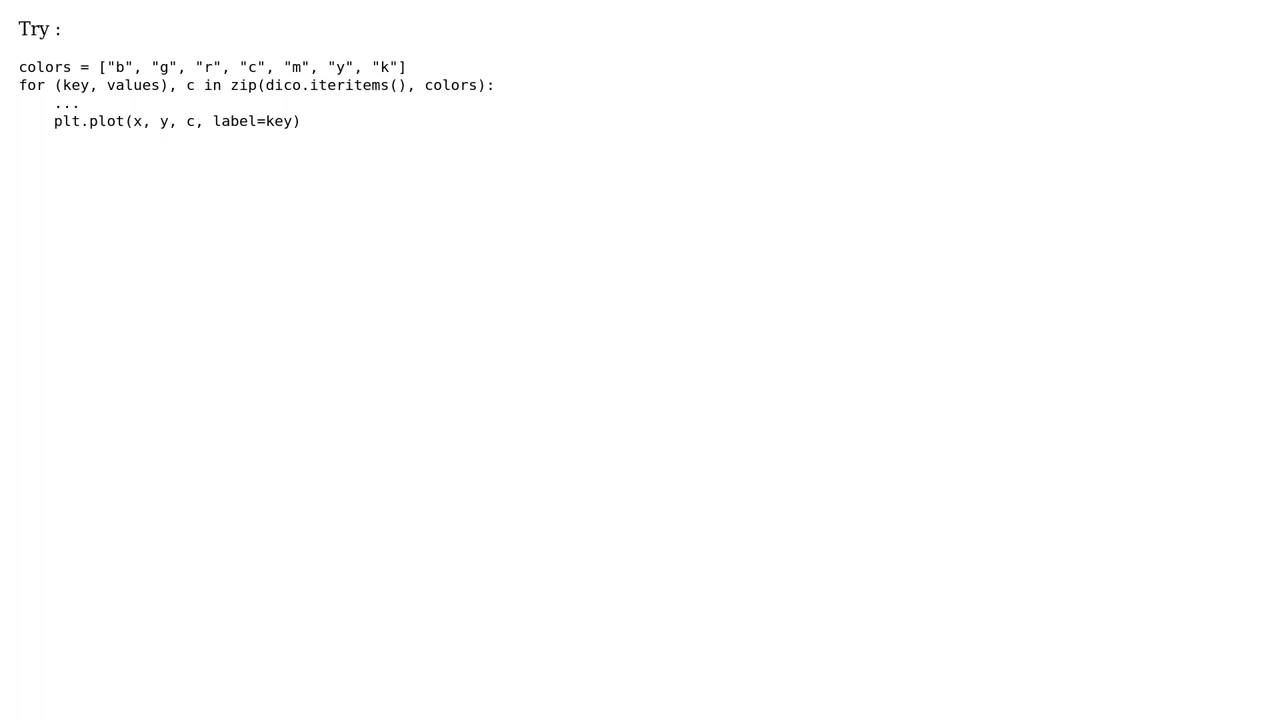 Try :
colors = ["b", "g", "r", "c", "m", "y", "k"]
for (key, values), c in zip(dico.iteritems(), colors):
    ...
    plt.plot(x, y, c, label=key)